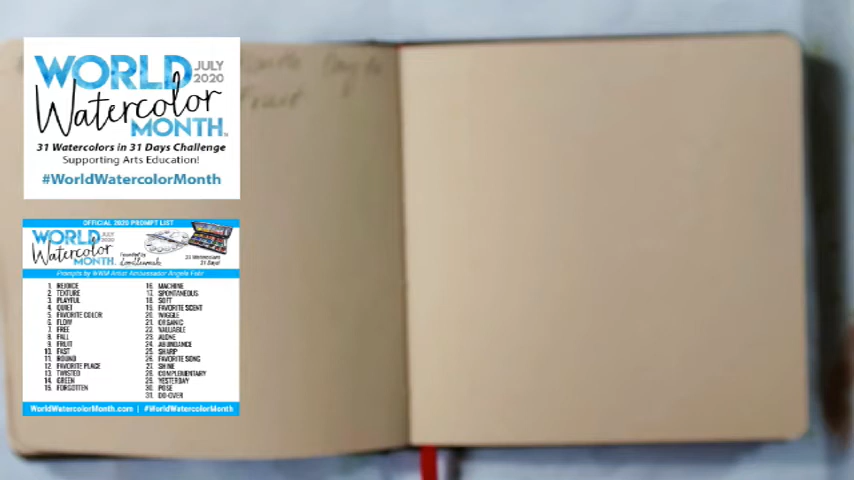 WORLD
JULY
2020
Watercolor
MONTH
31 Watercolors in 31 Days Challenge
Supporting Arts Education!
#WorldWatercolorMonth
OFFICIAL 2020 PROMPT LIST
WORLD
JULY
2020
Watercolor
MONTH
31 Watercolors
31 Days!
Prompts by WWM Artist Ambassador Angela Fehr
1. REJOICE
2. TEXTURE
3. PLAYFUL
4. QUIET
5. FAVORITE COLOR
6. FLOW
7. FREE
8. FALL
9. FRUIT
10. FAST
11. ROUND
12. FAVORITE PLACE
13. TWISTED
14. GREEN
15. FORGOTTEN
16. MACHINE
17. SPONTANEOUS
18. SOFT
19. FAVORITE SCENT
20. WIGGLE
21. ORGANIC
22. VALUABLE
23. ALONE
24. ABUNDANCE
25. SHARP
26. FAVORITE SONG
27. SHINE
28. COMPLEMENTARY
29. YESTERDAY
30. POSE
31. DO-OVER
WorldWatercolorMonth.com | #WorldWatercolorMonth